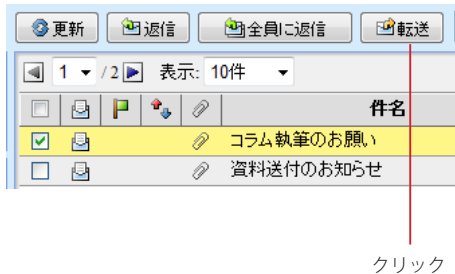 更新 返信 全員に返信 転送
1 / 2 表示: 10件
件名
コラム執筆のお願い
資料送付のお知らせ
クリック